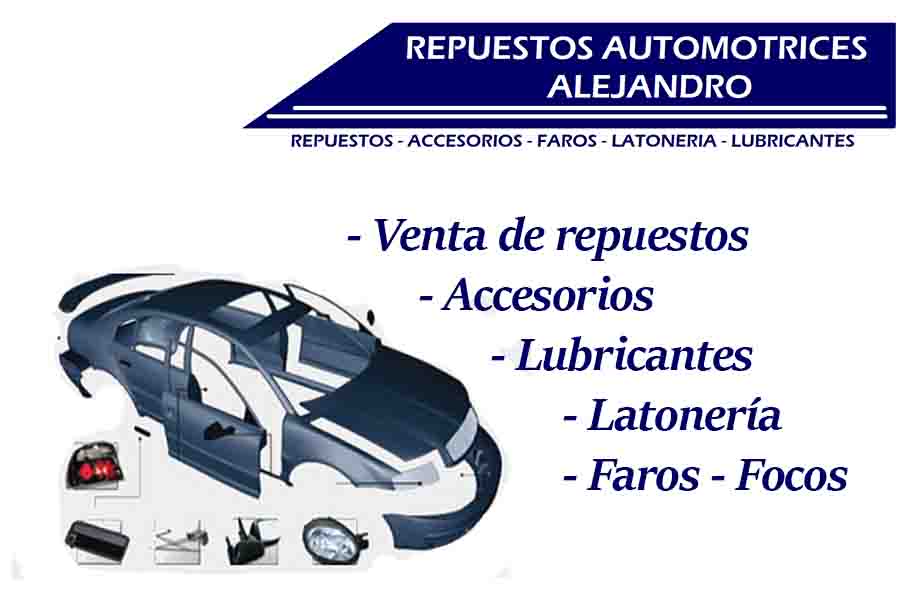 REPUESTOS AUTOMOTRICES
ALEJANDRO
REPUESTOS - ACCESORIOS - FAROS - LATONERIA - LUBRICANTES
- Venta de repuestos
- Accesorios
- Lubricantes
- Latonería
- Faros - Focos